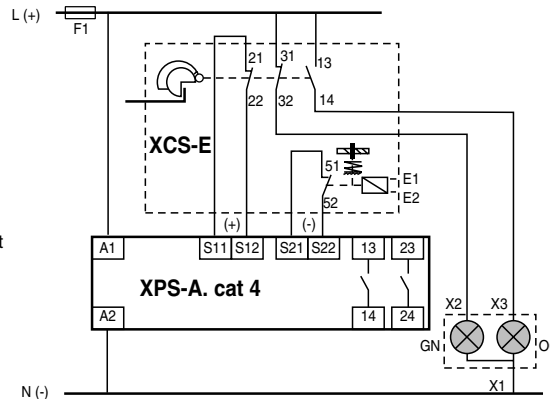 L (+)
F1
21
31
13
22
32
14
XCS-E
51
52
E1
E2
(+)
(-)
t
A1
S11
S12
S21
S22
13
23
XPS-A. cat 4
A2
14
24
X2
X3
GN
O
X1
N (-)